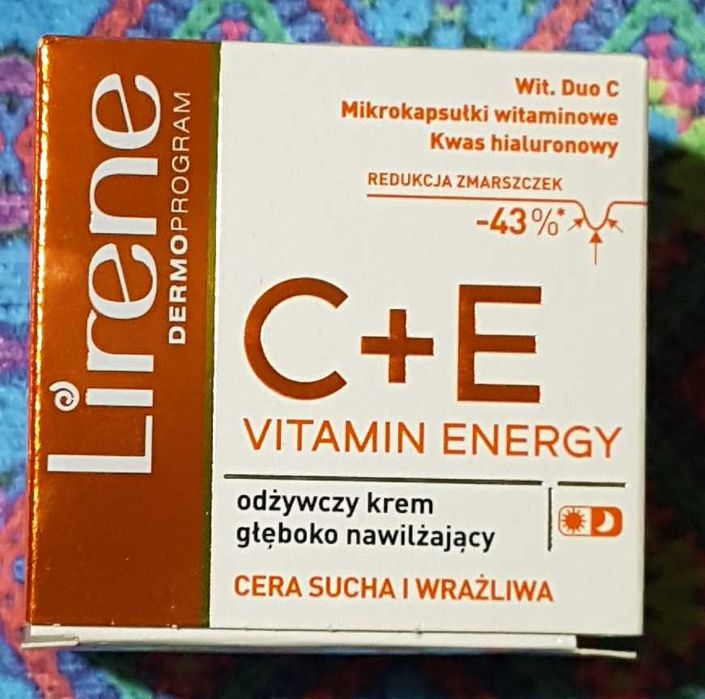 Lirene
DERMOPROGRAM
Wit. Duo C
Mikrokapsułki witaminowe
Kwas hialuronowy
REDUKCJA ZMARSZCZEK
-43%*
C+E
VITAMIN ENERGY
odżywczy krem
głęboko nawilżający
CERA SUCHA I WRAŻLIWA